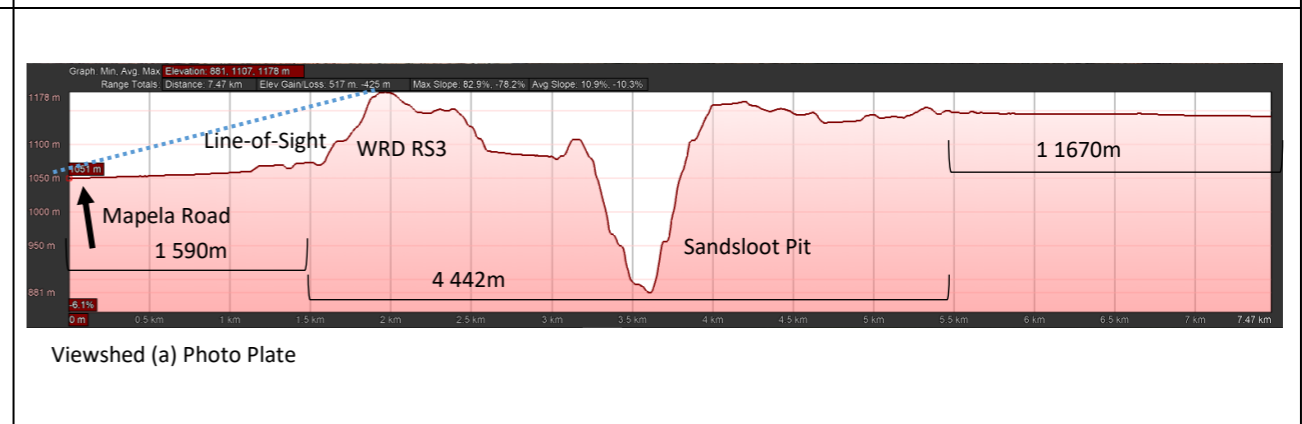 Graph: Min, Avg, Max Elevation: 881, 1107, 1178 m
Range Totals: Distance: 7.47 km Elev Gain/Loss: 517 m, -425 m Max Slope: 82.9%, -78.2% Avg Slope: 10.9%, -10.3%
1178 m
Line-of-Sight
WRD RS3
1100 m
1 1670m
1051 m
1050 m
Mapela Road
1000 m
950 m
1 590m
Sandsloot Pit
4 442m
881 m
-6.1%
0 m 0.5 km 1 km 1.5 km 2 km 2.5 km 3 km 3.5 km 4 km 4.5 km 5 km 5.5 km 6 km 6.5 km 7 km 7.47 km
Viewshed (a) Photo Plate